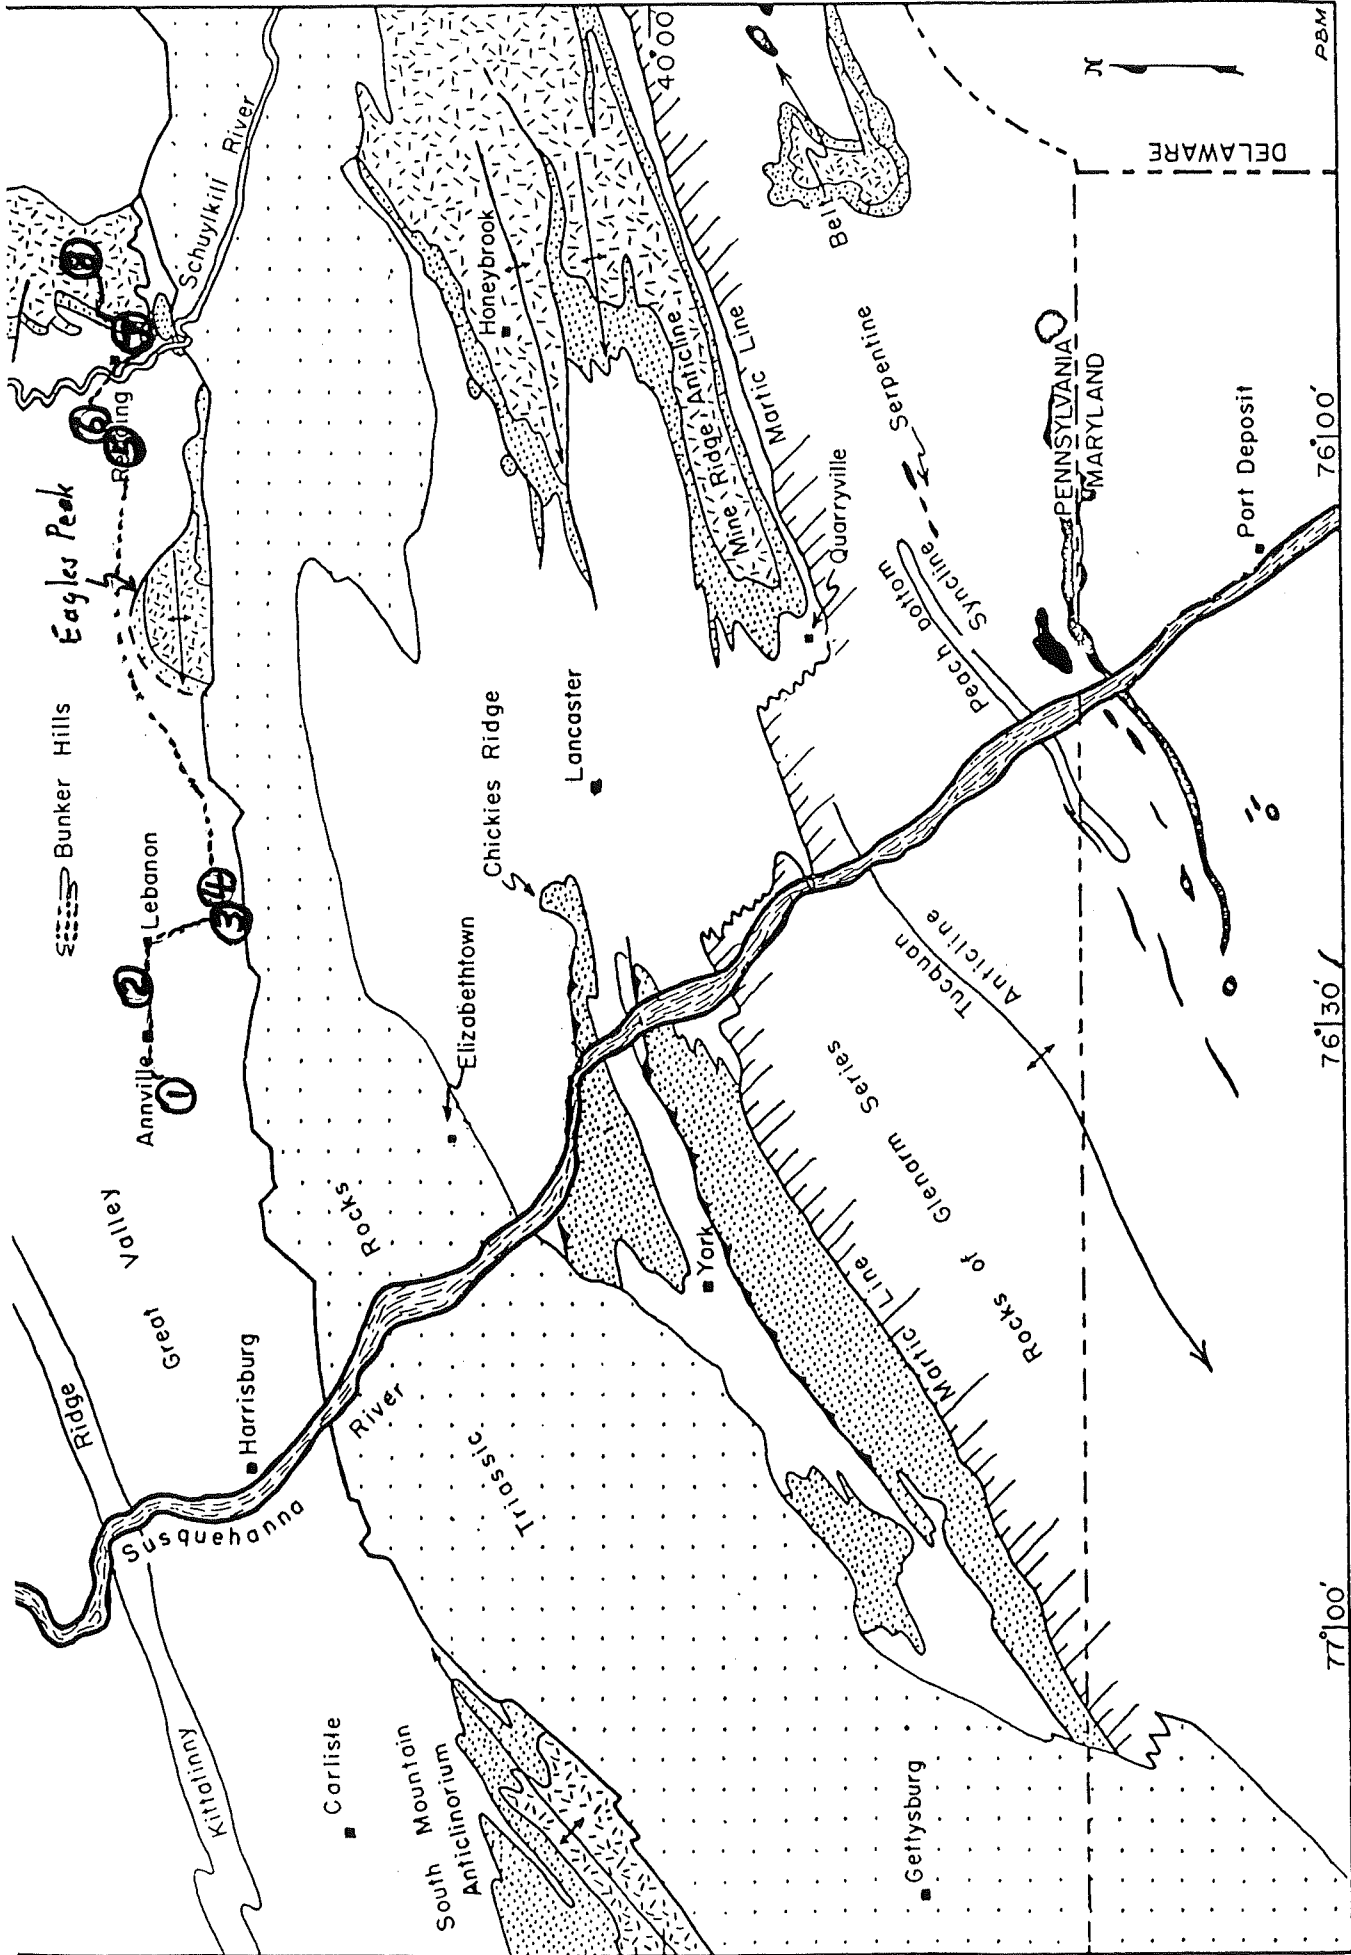 Kittatinny
Ridge
Bunker Hills
Eagles Peak
Susquehanna
Great
Valley
Annville
Lebanon
1
2
3
4
5
6
8
Reading
Schuylkill River
Harrisburg
River
Carlisle
Rocks
Triassic
South Mountain
Anticlinorium
Elizabethtown
Chickies Ridge
Honeybrook
Lancaster
40°00'
York
Mine Ridge Anticline
Martic Line
Quarryville
Martic Line
Rocks of Glenarm Series
Bel
Serpentine
Gettysburg
Tucquan
Anticline
Peach Bottom
Syncline
PENNSYLVANIA
MARYLAND
N
DELAWARE
Port Deposit
77°00'
76°30'
76°00'
PBM